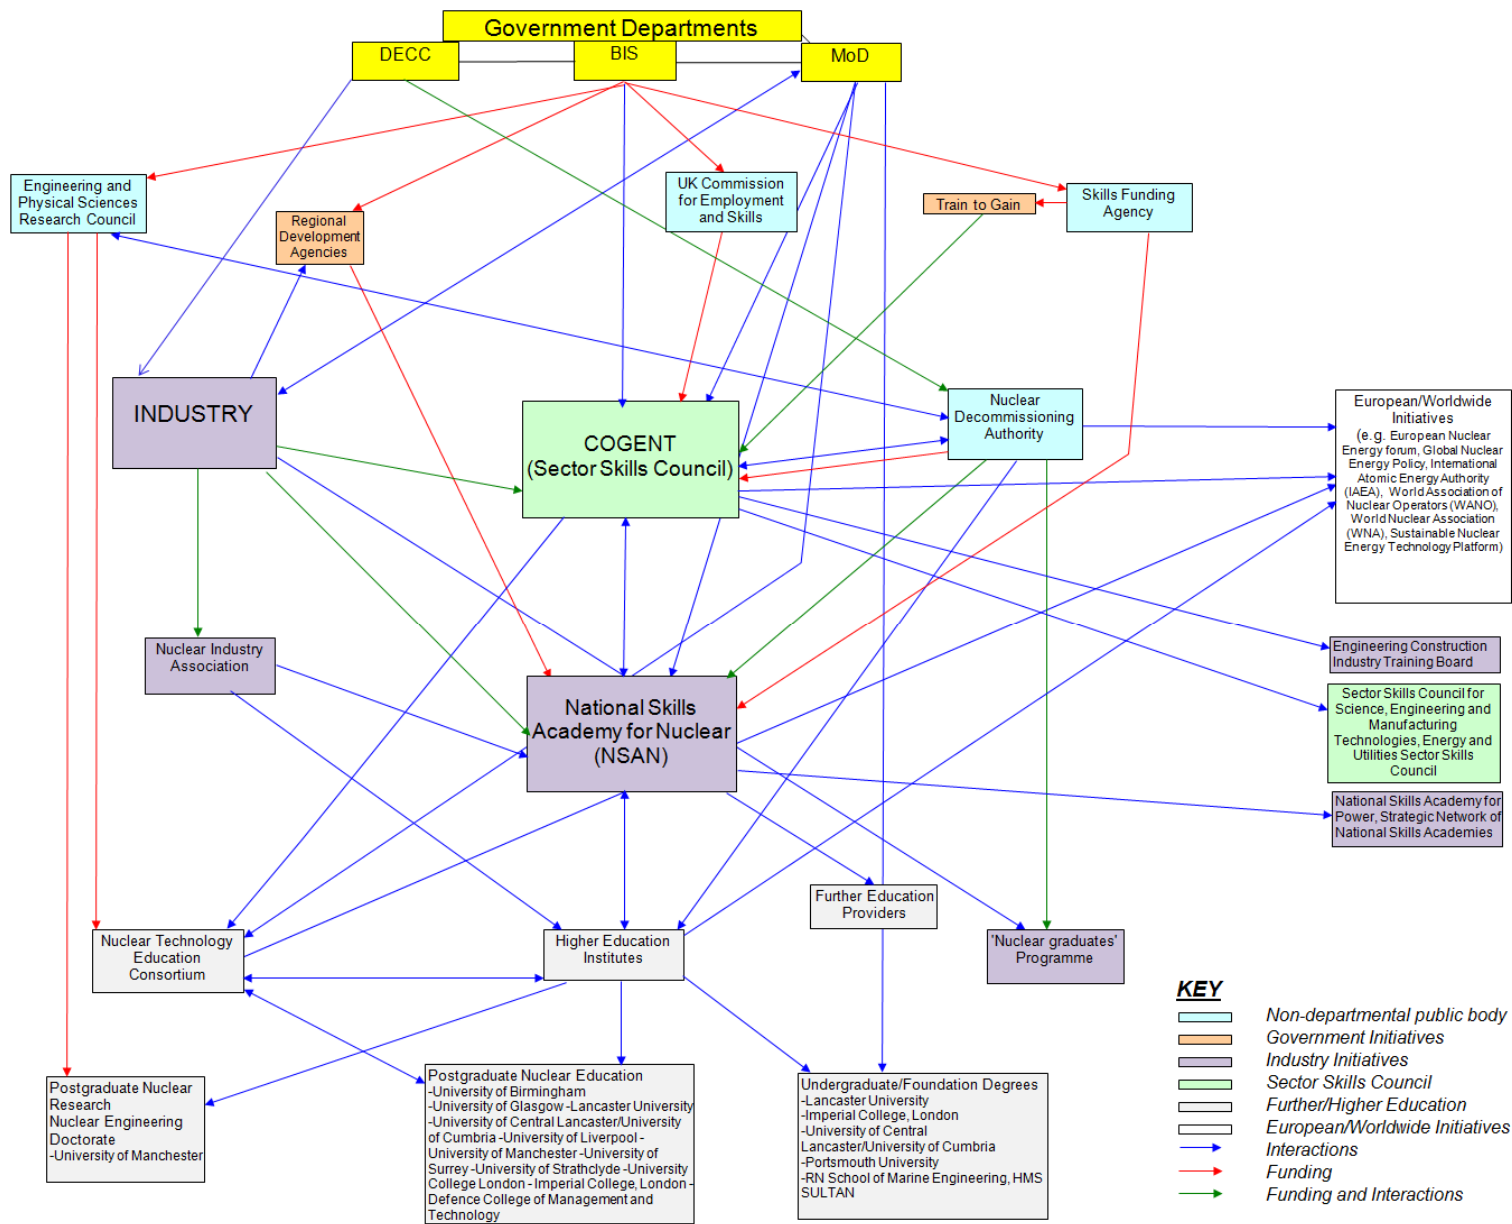 Government Departments
DECC
BIS
MoD
Engineering and
Physical Sciences
Research Council
Regional
Development
Agencies
UK Commission
for Employment
and Skills
Train to Gain
Skills Funding
Agency
INDUSTRY
COGENT
(Sector Skills Council)
Nuclear
Decommissioning
Authority
European/Worldwide
Initiatives
(e.g. European Nuclear
Energy forum, Global Nuclear
Energy Policy, International
Atomic Energy Authority
(IAEA), World Association of
Nuclear Operators (WANO),
World Nuclear Association
(WNA), Sustainable Nuclear
Energy Technology Platform)
Nuclear Industry
Association
National Skills
Academy for Nuclear
(NSAN)
Engineering Construction
Industry Training Board
Sector Skills Council for
Science, Engineering and
Manufacturing
Technologies, Energy and
Utilities Sector Skills
Council
National Skills Academy for
Power, Strategic Network of
National Skills Academies
Further Education
Providers
Nuclear Technology
Education
Consortium
Higher Education
Institutes
'Nuclear graduates'
Programme
Postgraduate Nuclear
Research
Nuclear Engineering
Doctorate
-University of Manchester
Postgraduate Nuclear Education
-University of Birmingham
-University of Glasgow -Lancaster University
-University of Central Lancaster/University
of Cumbria -University of Liverpool -
University of Manchester -University of
Surrey -University of Strathclyde -University
College London - Imperial College, London -
Defence College of Management and
Technology
Undergraduate/Foundation Degrees
-Lancaster University
-Imperial College, London
-University of Central
Lancaster/University of Cumbria
-Portsmouth University
-RN School of Marine Engineering, HMS
SULTAN
KEY
Non-departmental public body
Government Initiatives
Industry Initiatives
Sector Skills Council
Further/Higher Education
European/Worldwide Initiatives
Interactions
Funding
Funding and Interactions